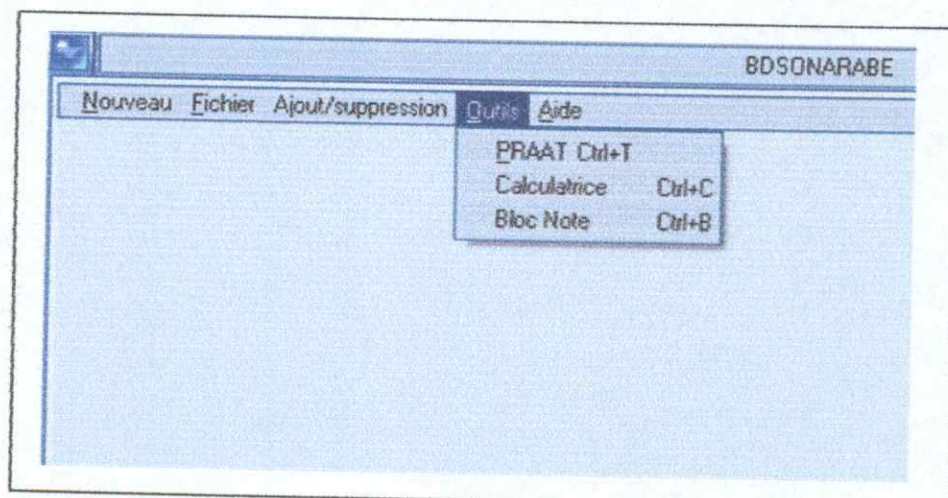 BDSONARABE
Nouveau Fichier Ajout/suppression Outils Aide
PRAAT Ctrl+T
Calculatrice Ctrl+C
Bloc Note Ctrl+B